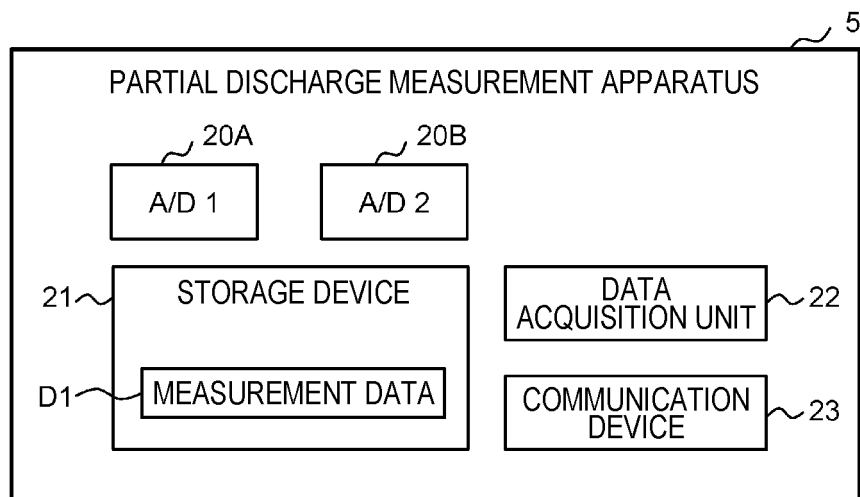 5
PARTIAL DISCHARGE MEASUREMENT APPARATUS
20A
20B
A/D 1
A/D 2
21
STORAGE DEVICE
D1
MEASUREMENT DATA
DATA
ACQUISITION UNIT
22
COMMUNICATION
DEVICE
23